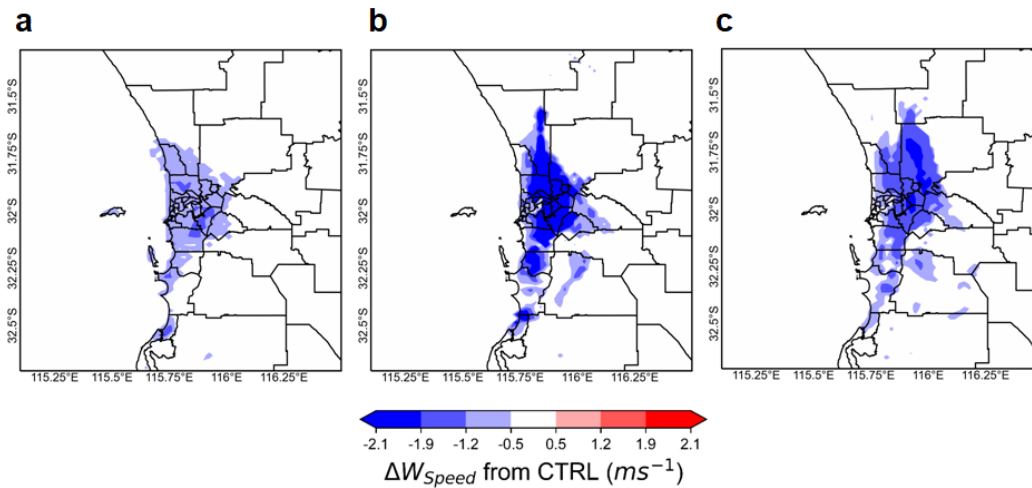 a
b
c
31.5°S
31.75°S
32°S
32.25°S
32.5°S
115.25°E 115.5°E 115.75°E 116°E 116.25°E
31.5°S
31.75°S
32°S
32.25°S
32.5°S
115.25°E 115.5°E 115.75°E 116°E 116.25°E
31.5°S
31.75°S
32°S
32.25°S
32.5°S
115.25°E 115.5°E 115.75°E 116°E 116.25°E
-2.1 -1.9 -1.2 -0.5 0.5 1.2 1.9 2.1
ΔW_Speed from CTRL (ms⁻¹)